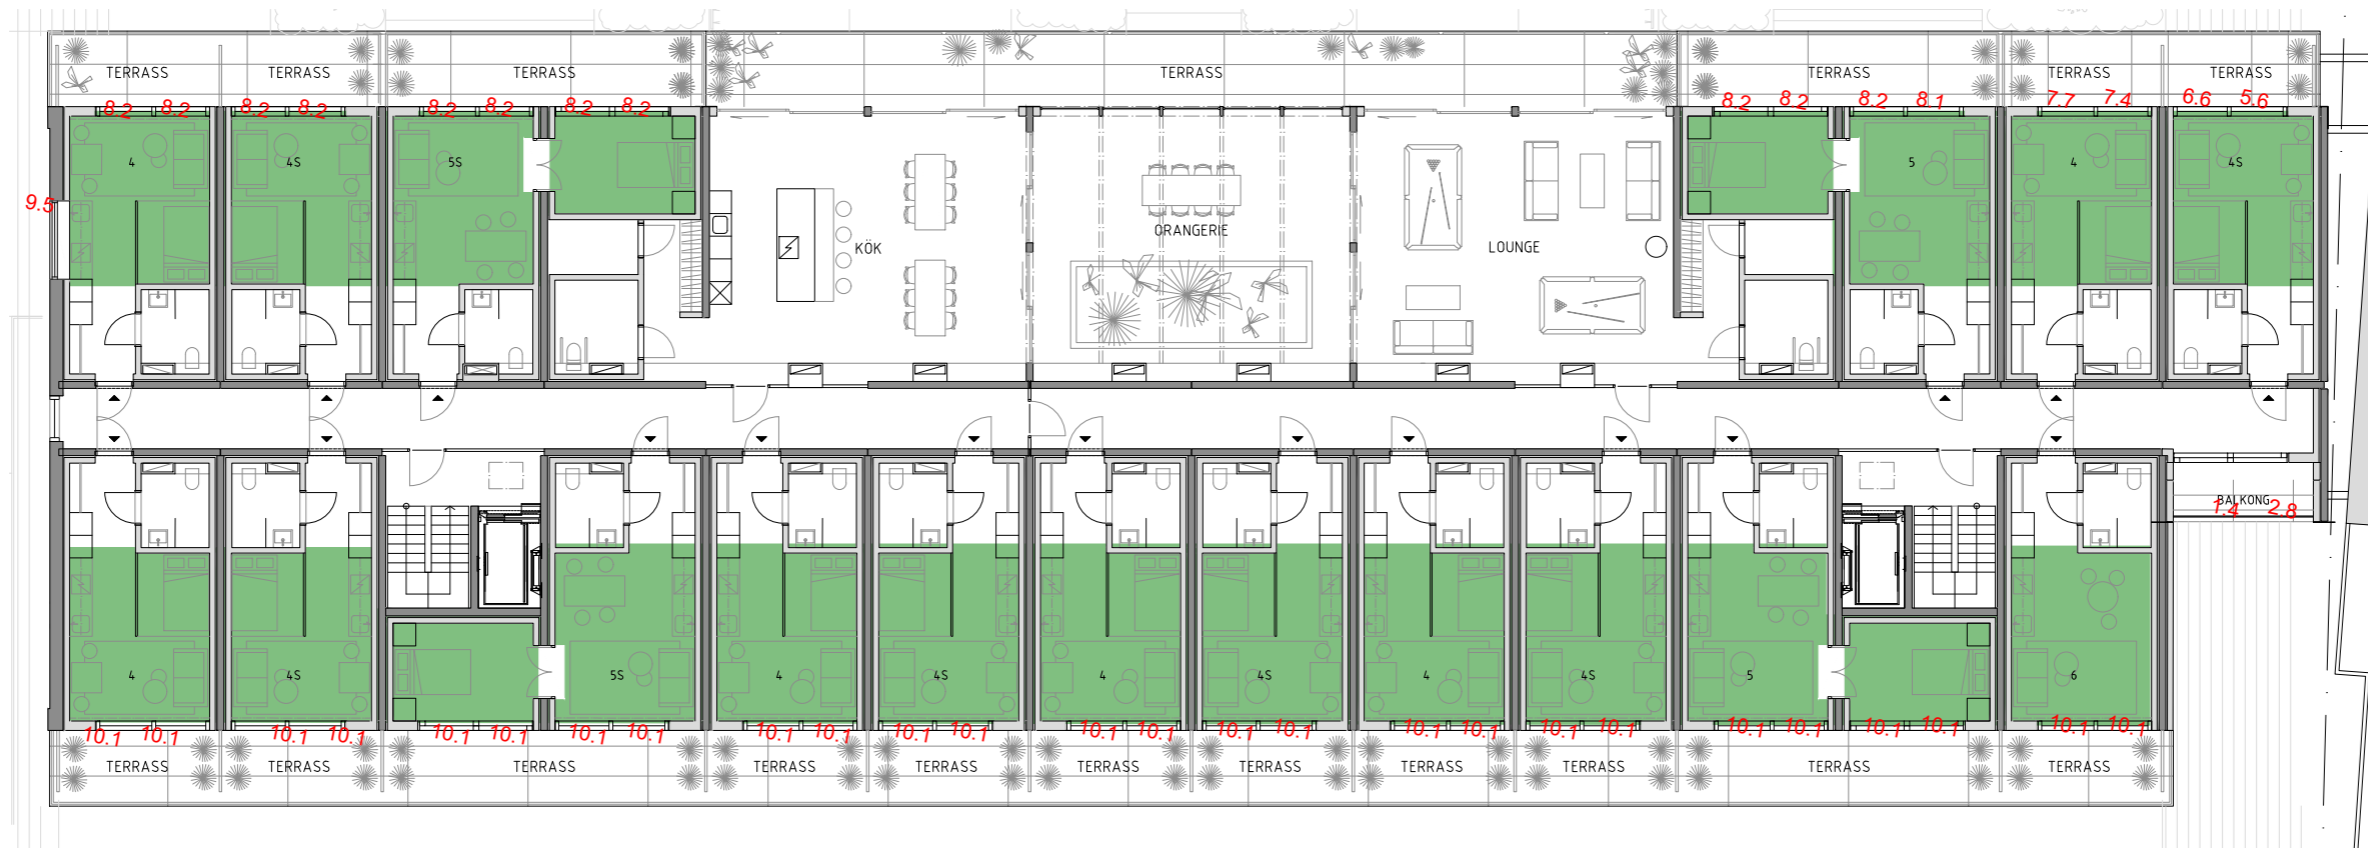 TERRASS TERRASS TERRASS TERRASS TERRASS TERRASS TERRASS
8.2 8.2 8.2 8.2 8.2 8.2 8.2 8.2 8.2 8.2 8.2 8.1 7.7 7.4 6.6 5.6
4 4S 5S 5 4 4S
9.5
ORANGERIE
KÖK LOUNGE
BALKONG
1.4 2.8
4 4S 5S 4 4S 4 4S 4 4S 5 6
10.1 10.1 10.1 10.1 10.1 10.1 10.1 10.1 10.1 10.1 10.1 10.1 10.1 10.1 10.1 10.1 10.1 10.1 10.1 10.1 10.1 10.1 10.1 10.1 10.1 10.1
TERRASS TERRASS TERRASS TERRASS TERRASS TERRASS TERRASS TERRASS TERRASS TERRASS TERRASS